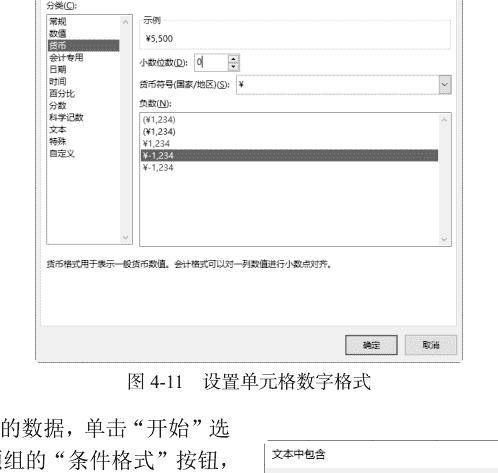 分类(C):
常规
数值
货币
会计专用
日期
时间
百分比
分数
科学记数
文本
特殊
自定义
示例
¥5,500
小数位数(D): 0
货币符号(国家/地区)(S): ¥
负数(N):
(¥1,234)
(¥1,234)
¥1,234
¥-1,234
¥-1,234
货币格式用于表示一般货币数值。会计格式可以对一列数值进行小数点对齐。
确定 取消
图 4-11 设置单元格数字格式
的数据，单击“开始”选
组的“条件格式”按钮，
文本中包含